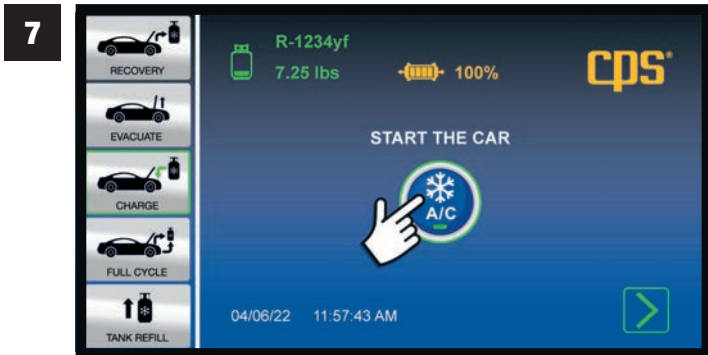 7
RECOVERY
EVACUATE
CHARGE
FULL CYCLE
TANK REFILL
R-1234yf
7.25 lbs
100%
cps®
START THE CAR
A/C
04/06/22 11:57:43 AM